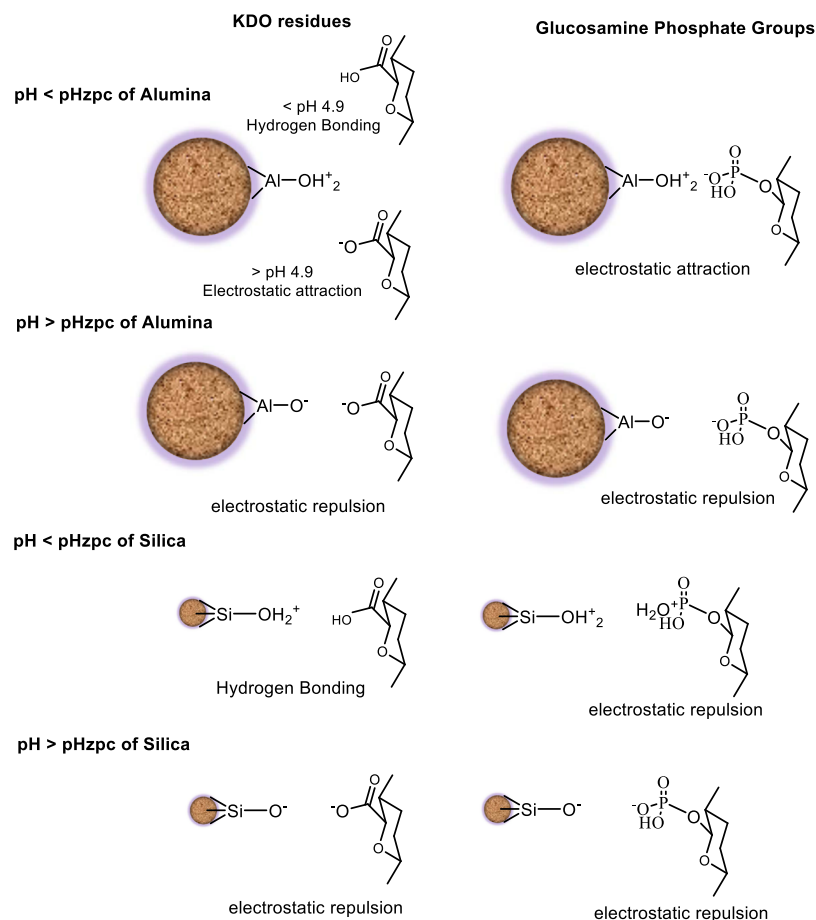 KDO residues
Glucosamine Phosphate Groups
pH < pHzpc of Alumina
O
HO
O
< pH 4.9
Hydrogen Bonding
Al—OH⁺₂
O
⁻O
O
> pH 4.9
Electrostatic attraction
Al—OH⁺₂
O
⁻O
P
HO
O
O
electrostatic attraction
pH > pHzpc of Alumina
Al—O⁻
O
⁻O
O
electrostatic repulsion
Al—O⁻
O
⁻O
P
HO
O
O
electrostatic repulsion
pH < pHzpc of Silica
Si—OH₂⁺
O
HO
O
Hydrogen Bonding
Si—OH⁺₂
O
H₂O⁺
P
HO
O
O
electrostatic repulsion
pH > pHzpc of Silica
Si—O⁻
O
⁻O
O
electrostatic repulsion
Si—O⁻
O
⁻O
P
HO
O
O
electrostatic repulsion